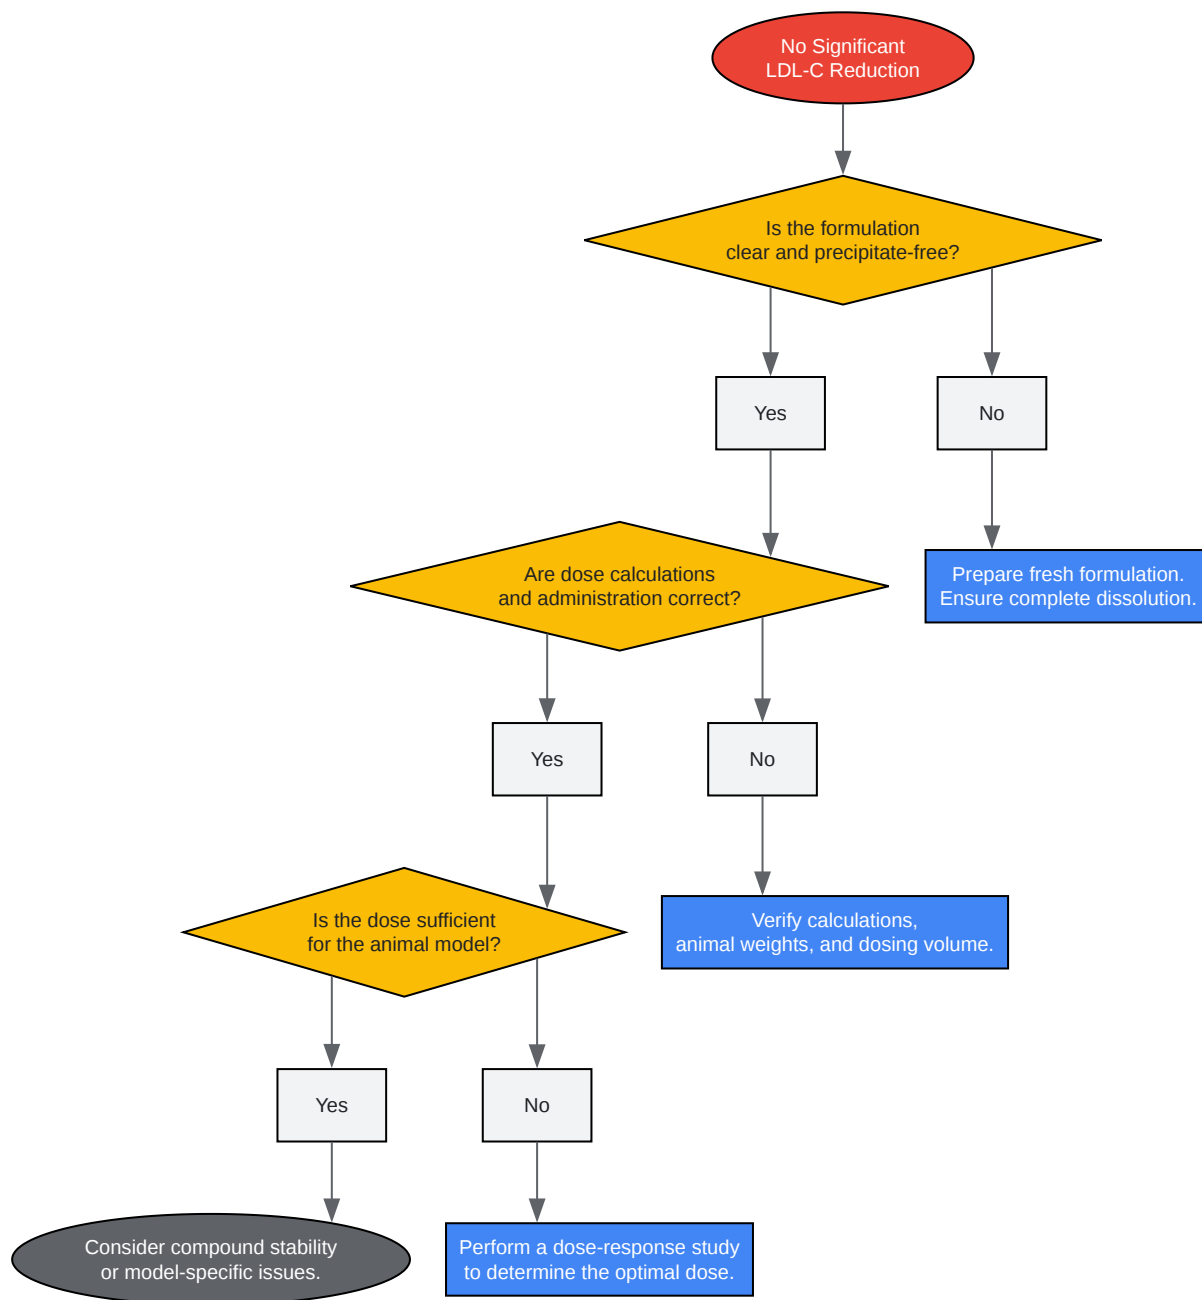 No Significant
LDL-C Reduction
Is the formulation
clear and precipitate-free?
Yes
No
Are dose calculations
and administration correct?
Prepare fresh formulation.
Ensure complete dissolution.
Yes
No
Is the dose sufficient
for the animal model?
Verify calculations,
animal weights, and dosing volume.
Yes
No
Consider compound stability
or model-specific issues.
Perform a dose-response study
to determine the optimal dose.